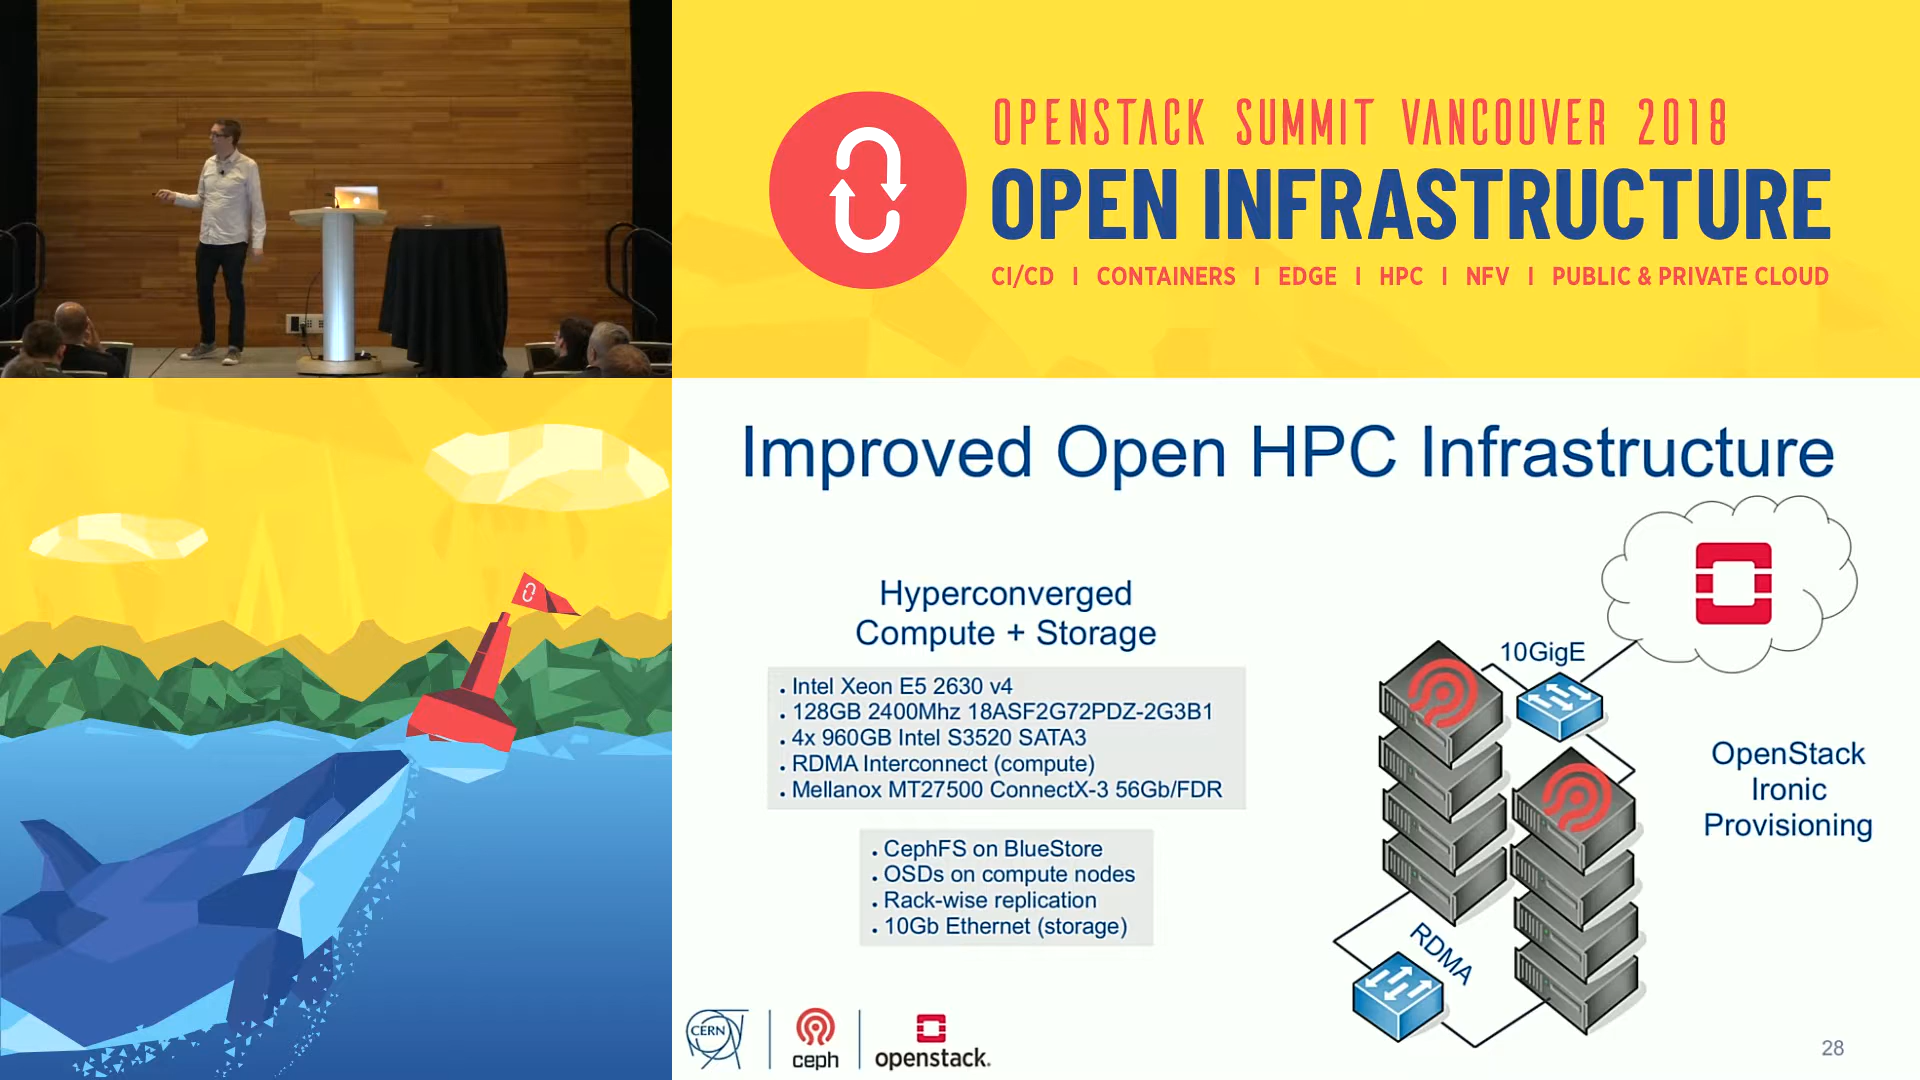 OPENSTACK SUMMIT VANCOUVER 2018
OPEN INFRASTRUCTURE
CI/CD | CONTAINERS | EDGE | HPC | NFV | PUBLIC & PRIVATE CLOUD
Improved Open HPC Infrastructure
Hyperconverged
Compute + Storage
. Intel Xeon E5 2630 v4
. 128GB 2400Mhz 18ASF2G72PDZ-2G3B1
. 4x 960GB Intel S3520 SATA3
. RDMA Interconnect (compute)
. Mellanox MT27500 ConnectX-3 56Gb/FDR
. CephFS on BlueStore
. OSDs on compute nodes
. Rack-wise replication
. 10Gb Ethernet (storage)
10GigE
RDMA
OpenStack
Ironic
Provisioning
CERN
ceph
openstack.
28